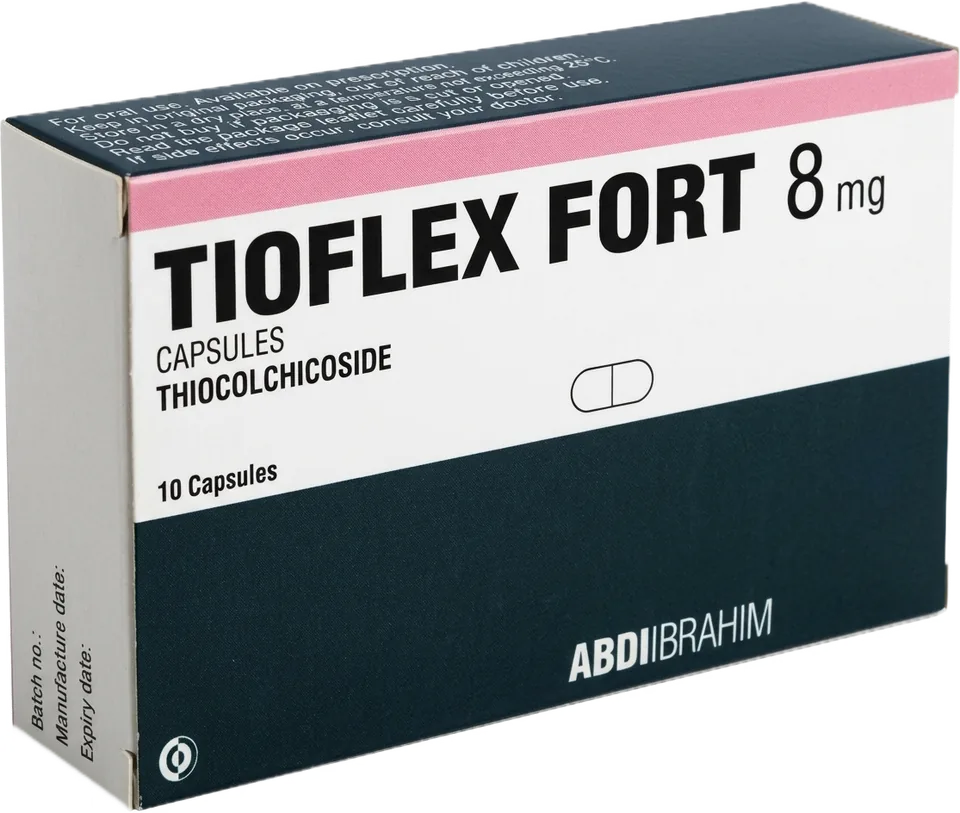 For oral use. Available on prescription.
Keep in original packaging, out of reach of children.
Store in a dry place, at a temperature not exceeding 25°C.
Do not buy if packaging is cut or opened.
Read the package leaflet carefully before use.
If side effects occur, consult your doctor.
TIOFLEX FORT 8 mg
CAPSULES
THIOCOLCHICOSIDE
10 Capsules
ABDIIBRAHIM
Batch no.:
Manufacture date:
Expiry date: